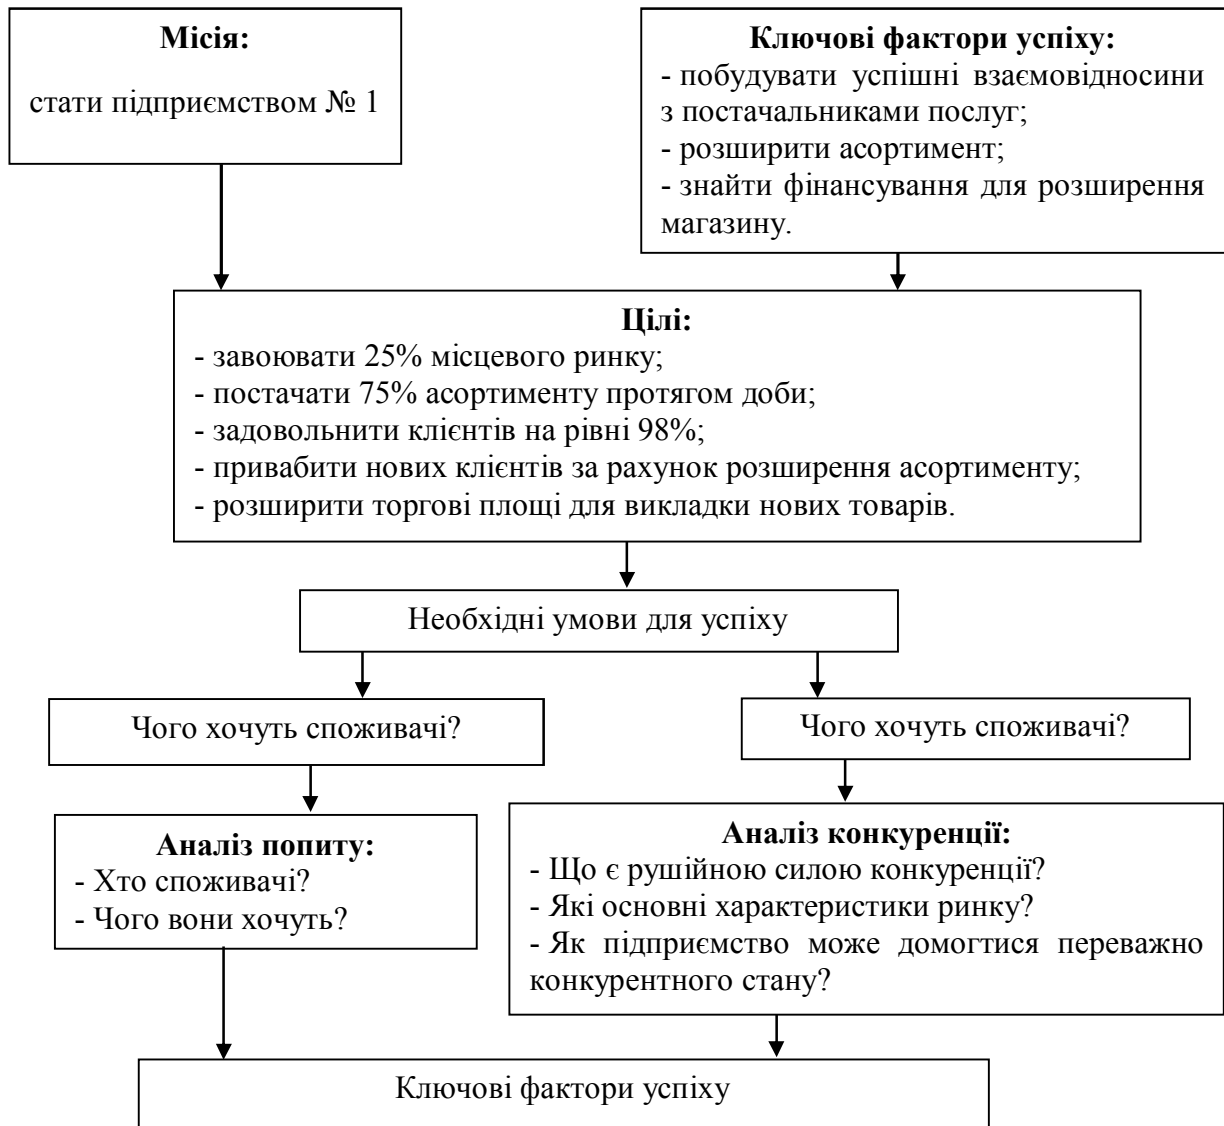 Місія:
стати підприємством № 1
Ключові фактори успіху:
- побудувати успішні взаємовідносини
з постачальниками послуг;
- розширити асортимент;
- знайти фінансування для розширення
магазину.
Цілі:
- завоювати 25% місцевого ринку;
- постачати 75% асортименту протягом доби;
- задовольнити клієнтів на рівні 98%;
- привабити нових клієнтів за рахунок розширення асортименту;
- розширити торгові площі для викладки нових товарів.
Необхідні умови для успіху
Чого хочуть споживачі?
Чого хочуть споживачі?
Аналіз попиту:
- Хто споживачі?
- Чого вони хочуть?
Аналіз конкуренції:
- Що є рушійною силою конкуренції?
- Які основні характеристики ринку?
- Як підприємство може домогтися переважно
конкурентного стану?
Ключові фактори успіху